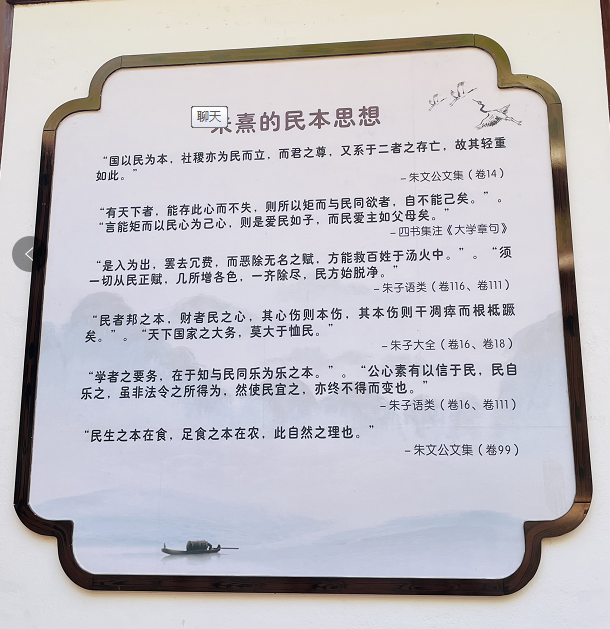 聊天
朱熹的民本思想
“国以民为本，社稷亦为民而立，而君之尊，又系于二者之存亡，故其轻重
如此。”
– 朱文公文集（卷14）
“有天下者，能存此心而不失，则所以矩而与民同欲者，自不能己矣。”。
“言能矩而以民心为己心，则是爱民如子，而民爱主如父母矣。”
– 四书集注《大学章句》
“是入为出，罢去冗费，而恶除无名之赋，方能救百姓于汤火中。”。“须
一切从民正赋，几所增各色，一齐除尽，民方始脱净。”
– 朱子语类（卷116、卷111）
“民者邦之本，财者民之心，其心伤则本伤，其本伤则干凋瘁而根柢蹶
矣。”。“天下国家之大务，莫大于恤民。”
– 朱子大全（卷16、卷18）
“学者之要务，在于知与民同乐为乐之本。”。“公心素有以信于民，民自
乐之，虽非法令之所得为，然使民宜之，亦终不得而变也。”
– 朱子语类（卷16、卷111）
“民生之本在食，足食之本在农，此自然之理也。”
– 朱文公文集（卷99）